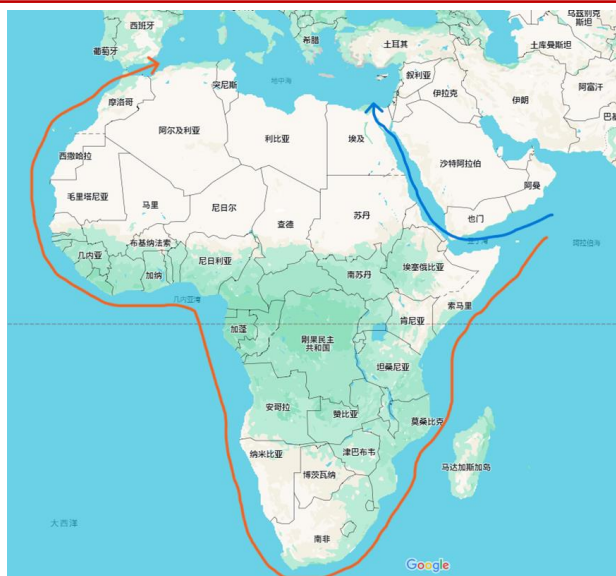 西班牙
葡萄牙
希腊
土耳其
土库曼斯坦
突尼斯
地中海
叙利亚
伊拉克
伊朗
阿富汗
摩洛哥
阿尔及利亚
利比亚
埃及
沙特阿拉伯
西撒哈拉
阿曼
毛里塔尼亚
马里
尼日尔
乍得
苏丹
也门
布基纳法索
几内亚
尼日利亚
加纳
南苏丹
埃塞俄比亚
阿拉伯海
几内亚湾
索马里
肯尼亚
加蓬
刚果民主
共和国
坦桑尼亚
安哥拉
赞比亚
莫桑比克
津巴布韦
纳米比亚
博茨瓦纳
马达加斯加岛
大西洋
南非
Google